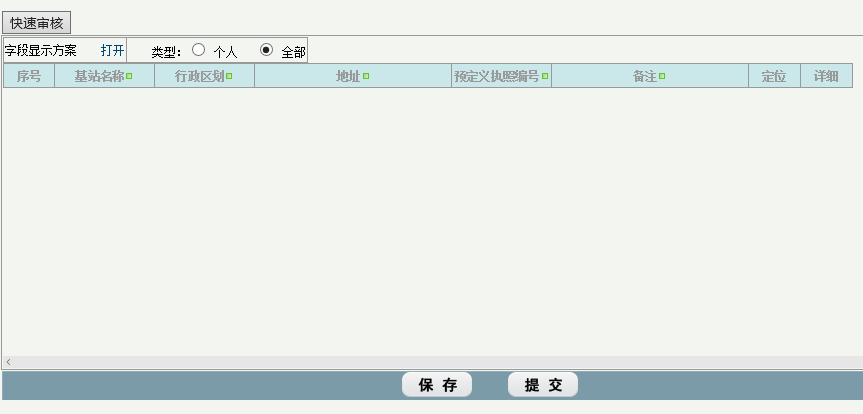 快速审核
字段显示方案 打开 类型： 个人 全部
序号 基站名称 行政区划 地址 预定义执照编号 备注 定位 详细
保 存 提 交